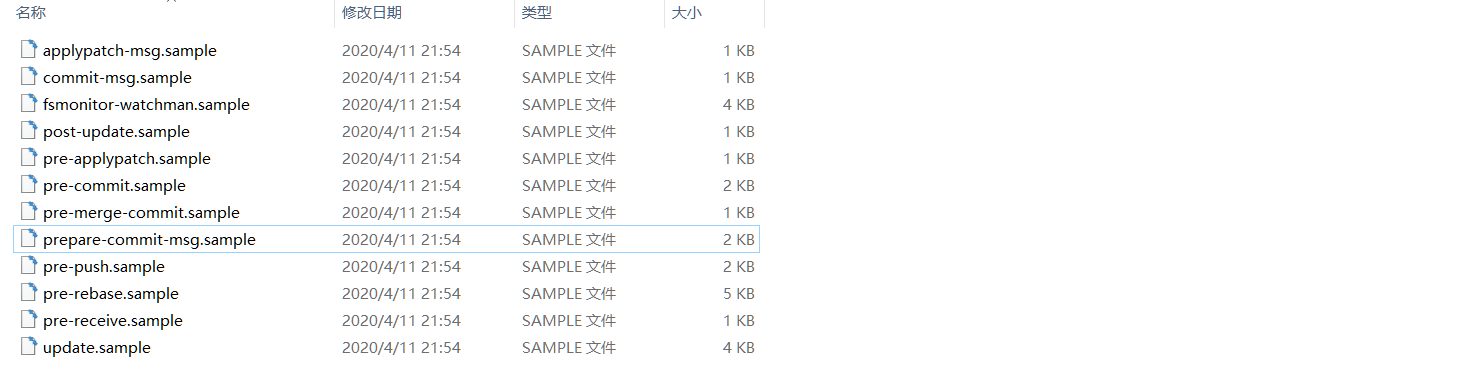 名称 修改日期 类型 大小
applypatch-msg.sample 2020/4/11 21:54 SAMPLE 文件 1 KB
commit-msg.sample 2020/4/11 21:54 SAMPLE 文件 1 KB
fsmonitor-watchman.sample 2020/4/11 21:54 SAMPLE 文件 4 KB
post-update.sample 2020/4/11 21:54 SAMPLE 文件 1 KB
pre-applypatch.sample 2020/4/11 21:54 SAMPLE 文件 1 KB
pre-commit.sample 2020/4/11 21:54 SAMPLE 文件 2 KB
pre-merge-commit.sample 2020/4/11 21:54 SAMPLE 文件 1 KB
prepare-commit-msg.sample 2020/4/11 21:54 SAMPLE 文件 2 KB
pre-push.sample 2020/4/11 21:54 SAMPLE 文件 2 KB
pre-rebase.sample 2020/4/11 21:54 SAMPLE 文件 5 KB
pre-receive.sample 2020/4/11 21:54 SAMPLE 文件 1 KB
update.sample 2020/4/11 21:54 SAMPLE 文件 4 KB